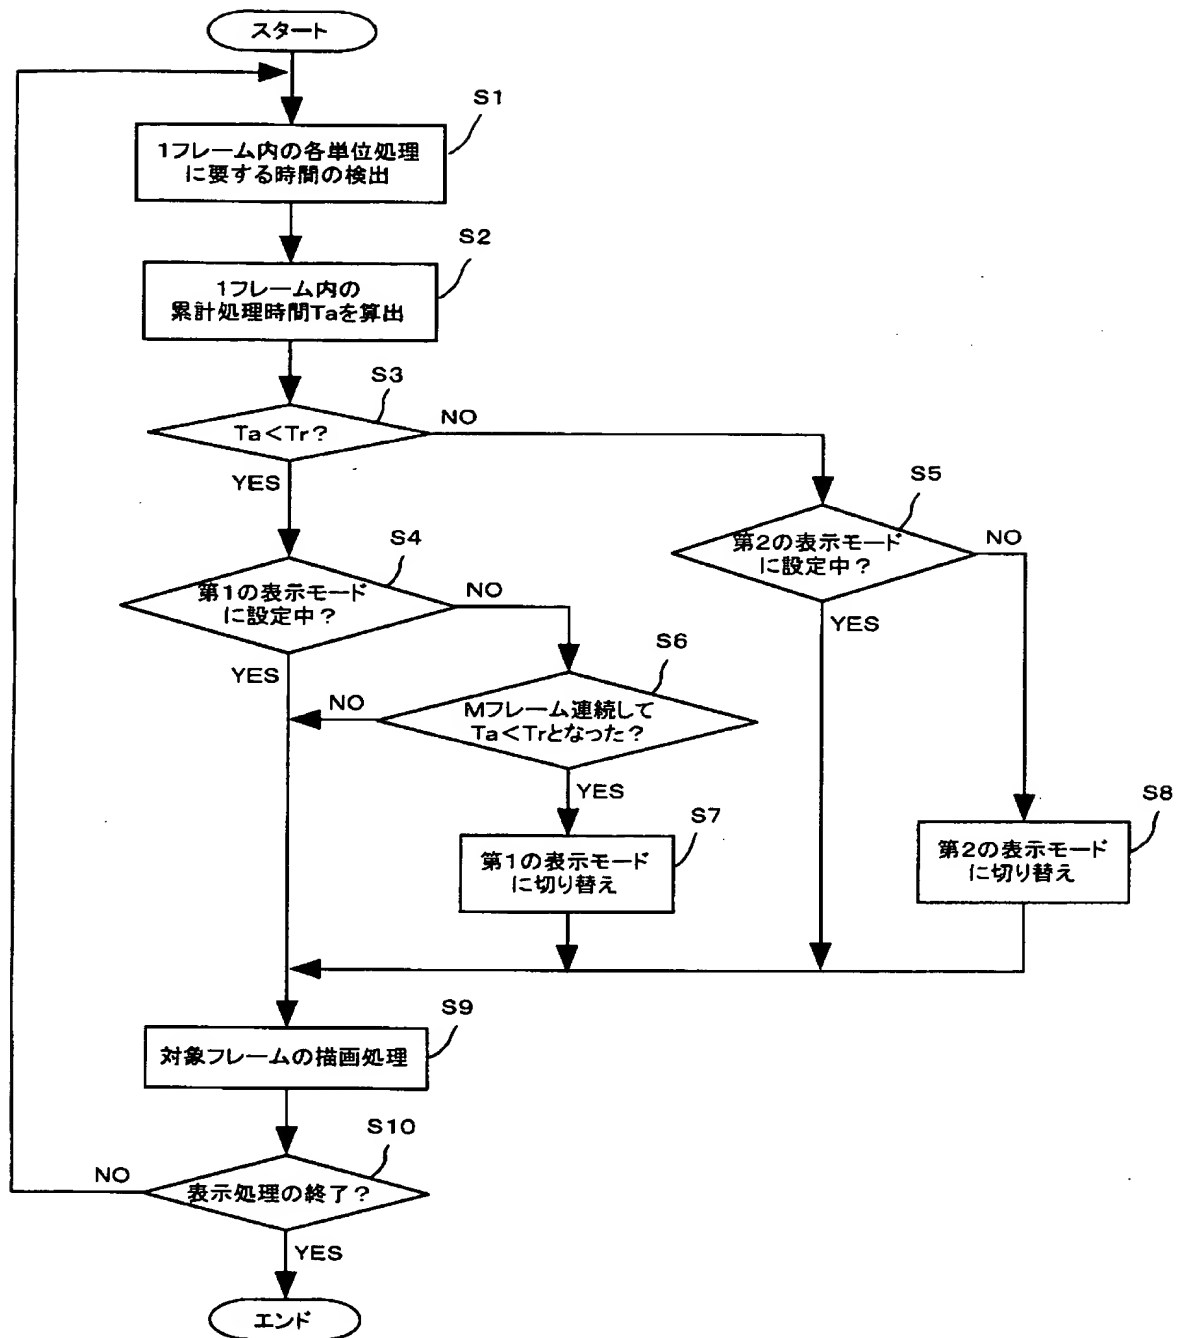 スタート
S1
1フレーム内の各単位処理
に要する時間の検出
S2
1フレーム内の
累計処理時間Taを算出
S3
Ta<Tr?
NO
YES
S5
第2の表示モード
に設定中?
NO
YES
S4
第1の表示モード
に設定中?
NO
YES
S6
Mフレーム連続して
Ta<Trとなった?
NO
YES
S7
第1の表示モード
に切り替え
S8
第2の表示モード
に切り替え
S9
対象フレームの描画処理
S10
表示処理の終了?
NO
YES
エンド